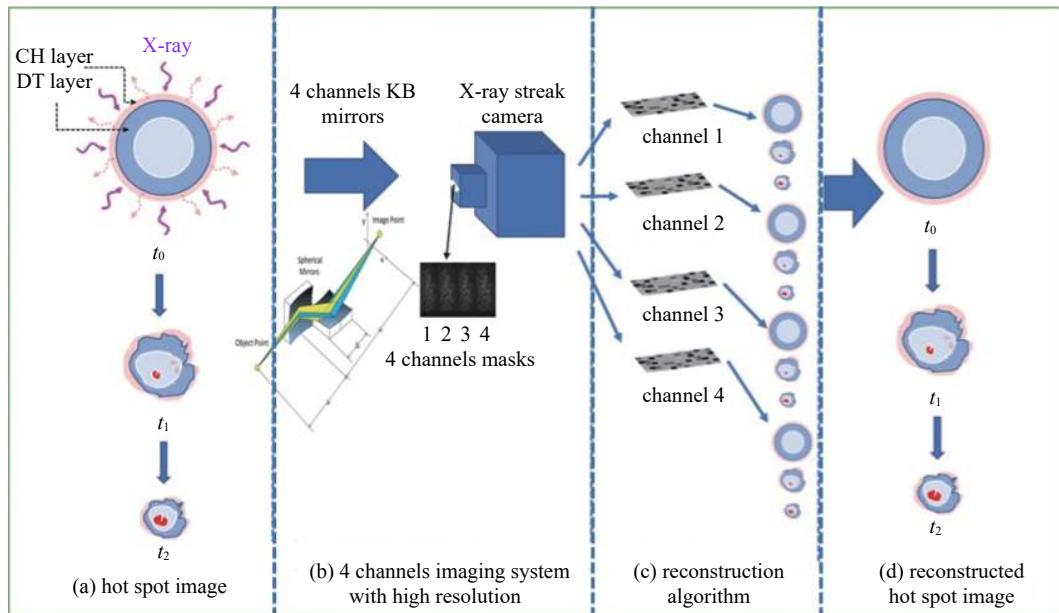 CH layer
DT layer
X-ray
t0
t1
t2
(a) hot spot image
4 channels KB
mirrors
X-ray streak
camera
Image Point
Spherical
Mirrors
Object Point
1 2 3 4
4 channels masks
(b) 4 channels imaging system
with high resolution
channel 1
channel 2
channel 3
channel 4
(c) reconstruction
algorithm
t0
t1
t2
(d) reconstructed
hot spot image